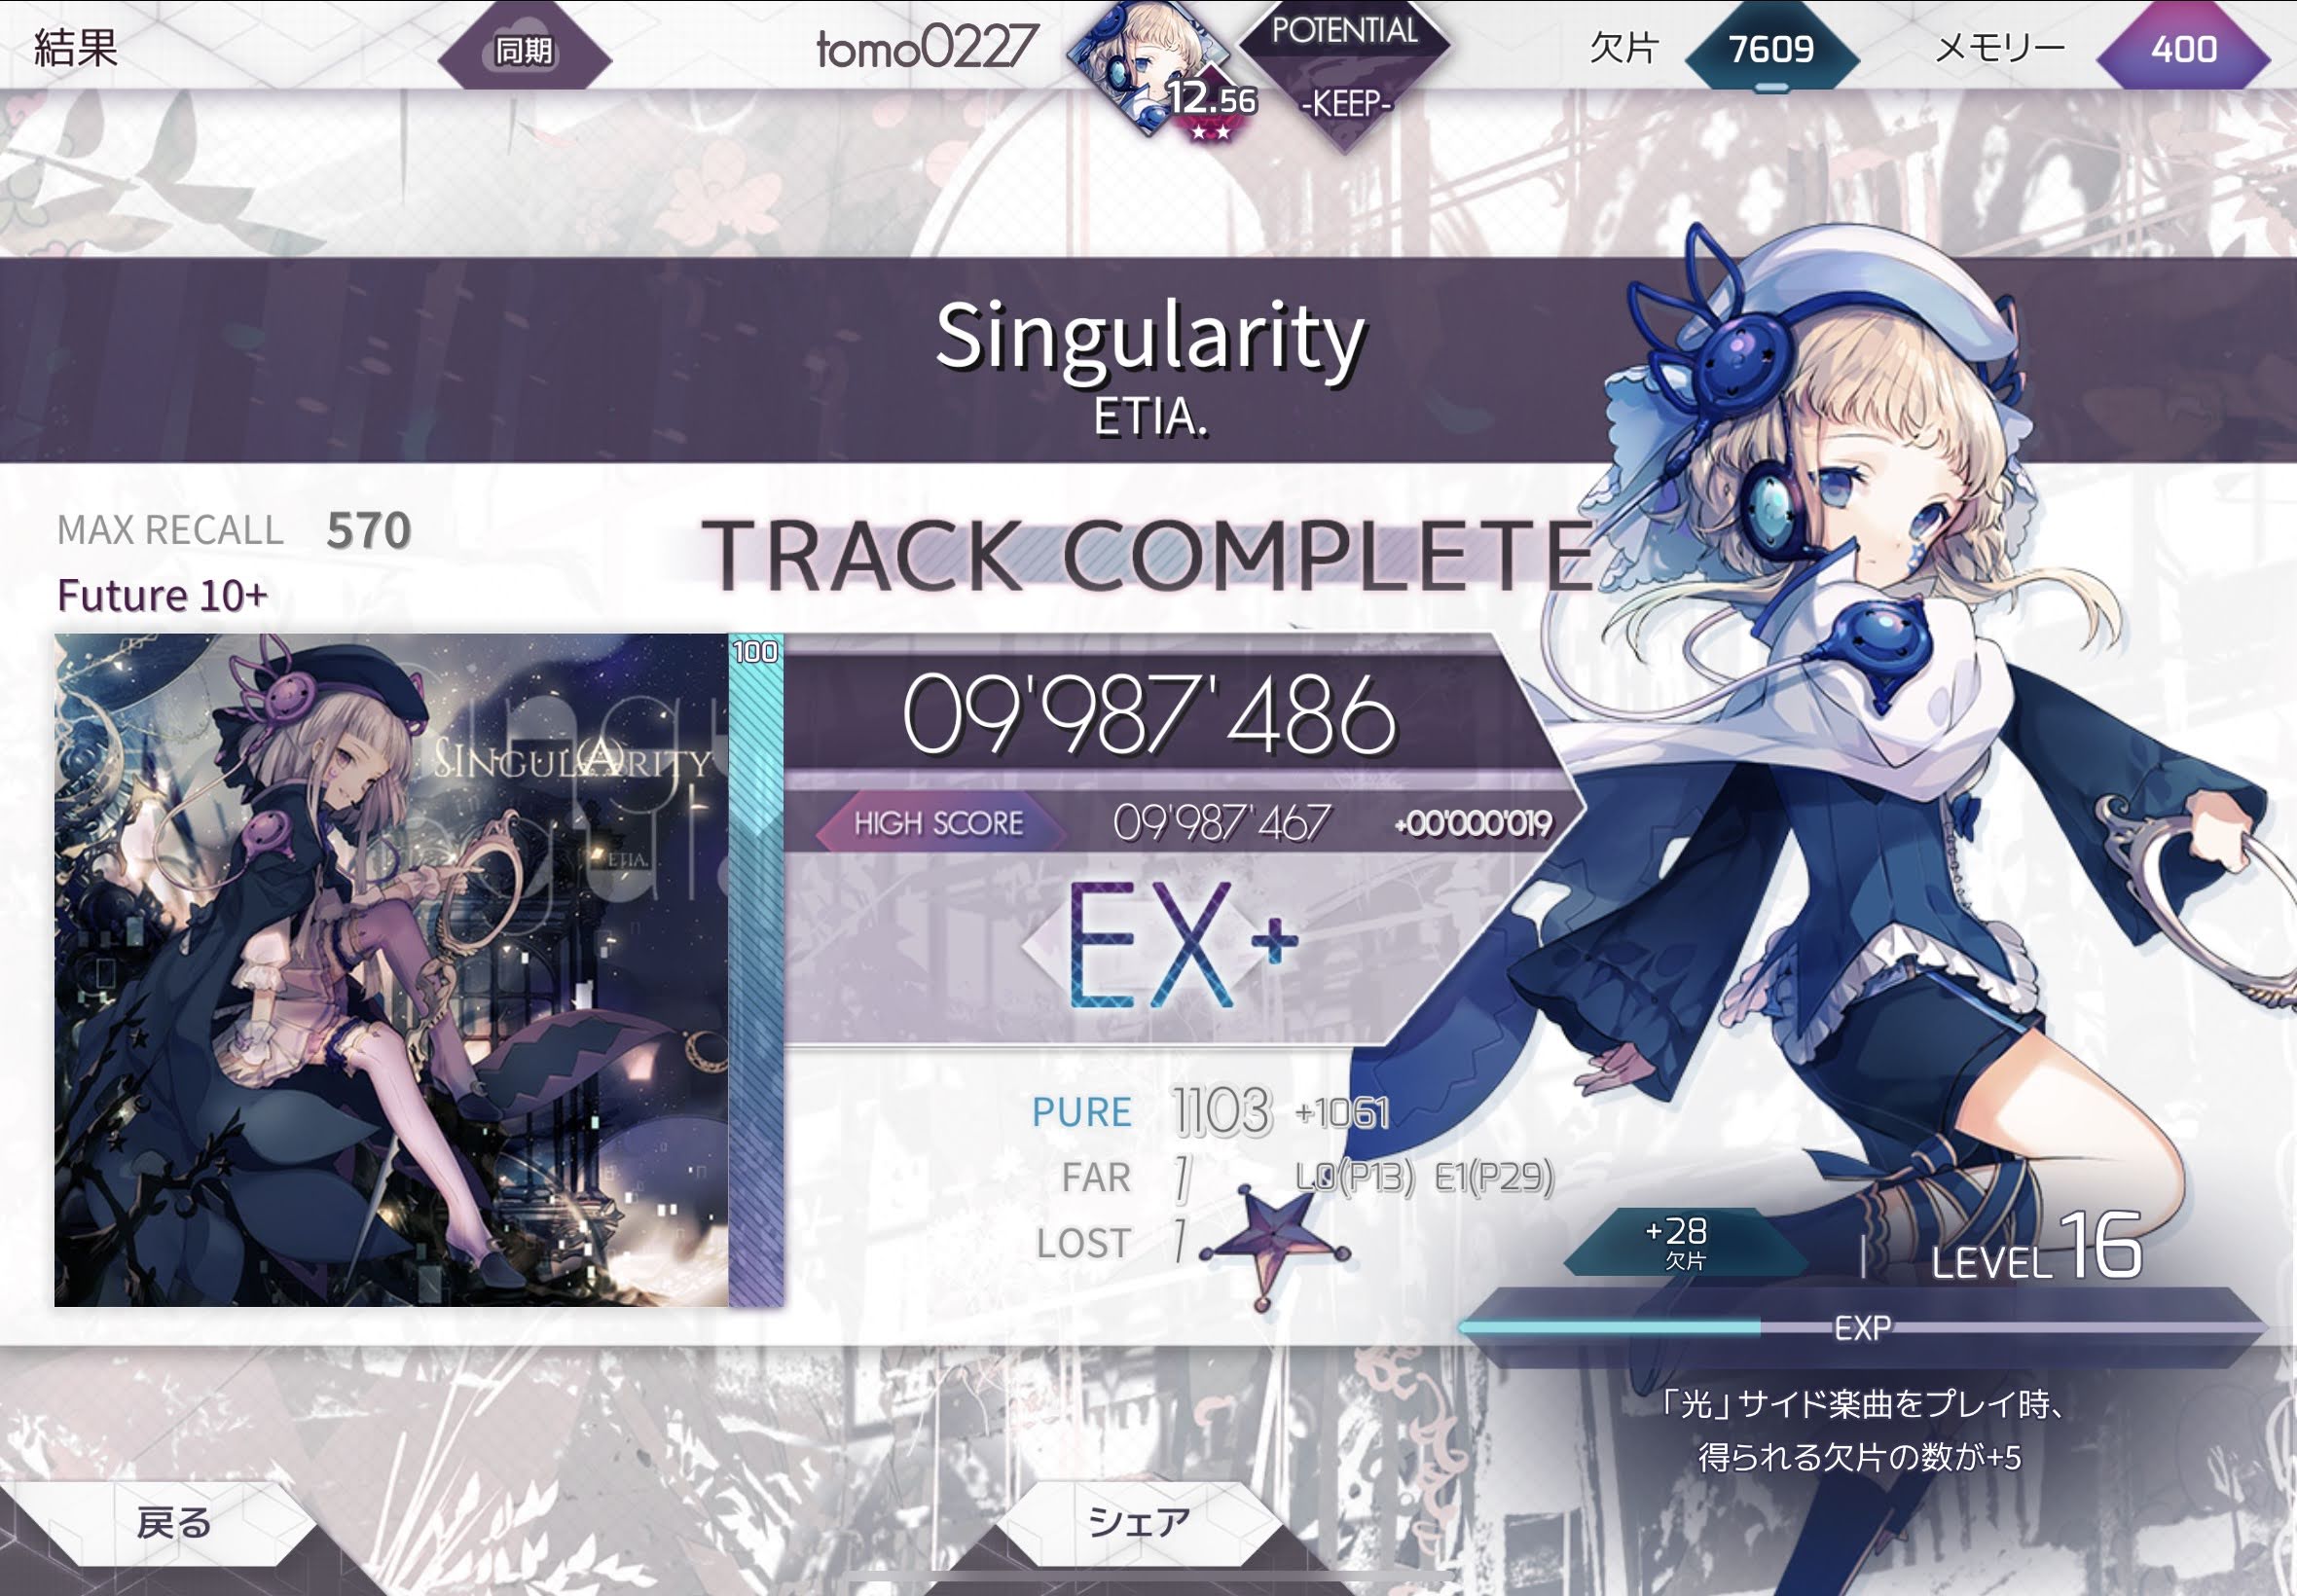 結果
同期
tomo0227
12.56
POTENTIAL
-KEEP-
欠片 7609
メモリー 400
Singularity
ETIA.
MAX RECALL 570
Future 10+
TRACK COMPLETE
100
SINGULARITY
ETIA.
09'987'486
HIGH SCORE 09'987'467 +00'000'019
EX+
PURE 1103 +1061
FAR 1 L0(P13) E1(P29)
LOST 1
+28
欠片
LEVEL 16
EXP
「光」サイド楽曲をプレイ時、
得られる欠片の数が+5
戻る
シェア